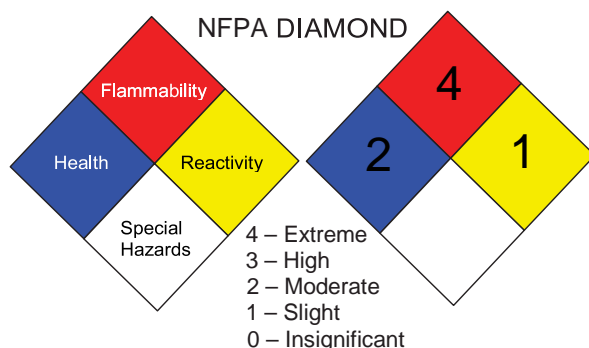 NFPA DIAMOND
Flammability
Health
Reactivity
Special
Hazards
4
2
1
4 – Extreme
3 – High
2 – Moderate
1 – Slight
0 – Insignificant